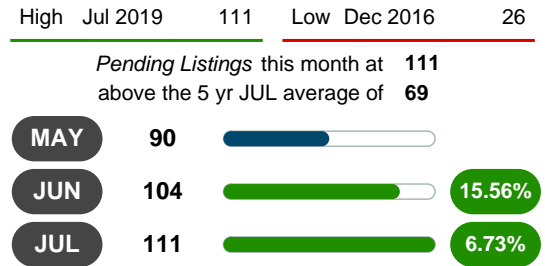 High Jul 2019 111 Low Dec 2016 26
Pending Listings this month at 111
above the 5 yr JUL average of 69
MAY 90
JUN 104 15.56%
JUL 111 6.73%